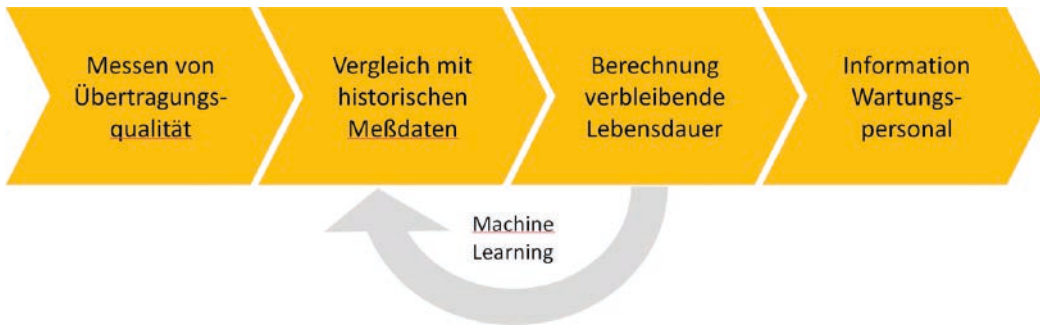 Messen von
Übertragungs-
qualität
Vergleich mit
historischen
Meßdaten
Berechnung
verbleibende
Lebensdauer
Information
Wartungs-
personal
Machine
Learning